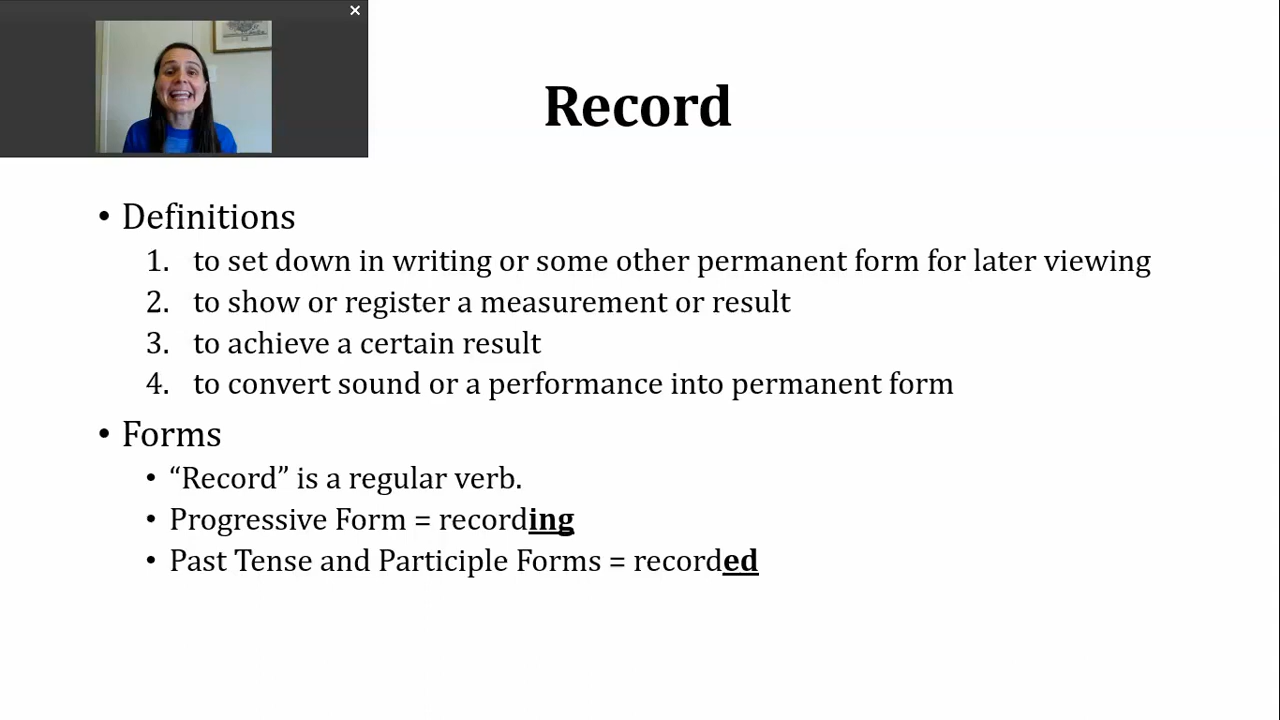 Record
• Definitions
1. to set down in writing or some other permanent form for later viewing
2. to show or register a measurement or result
3. to achieve a certain result
4. to convert sound or a performance into permanent form
• Forms
• “Record” is a regular verb.
• Progressive Form = recording
• Past Tense and Participle Forms = recorded